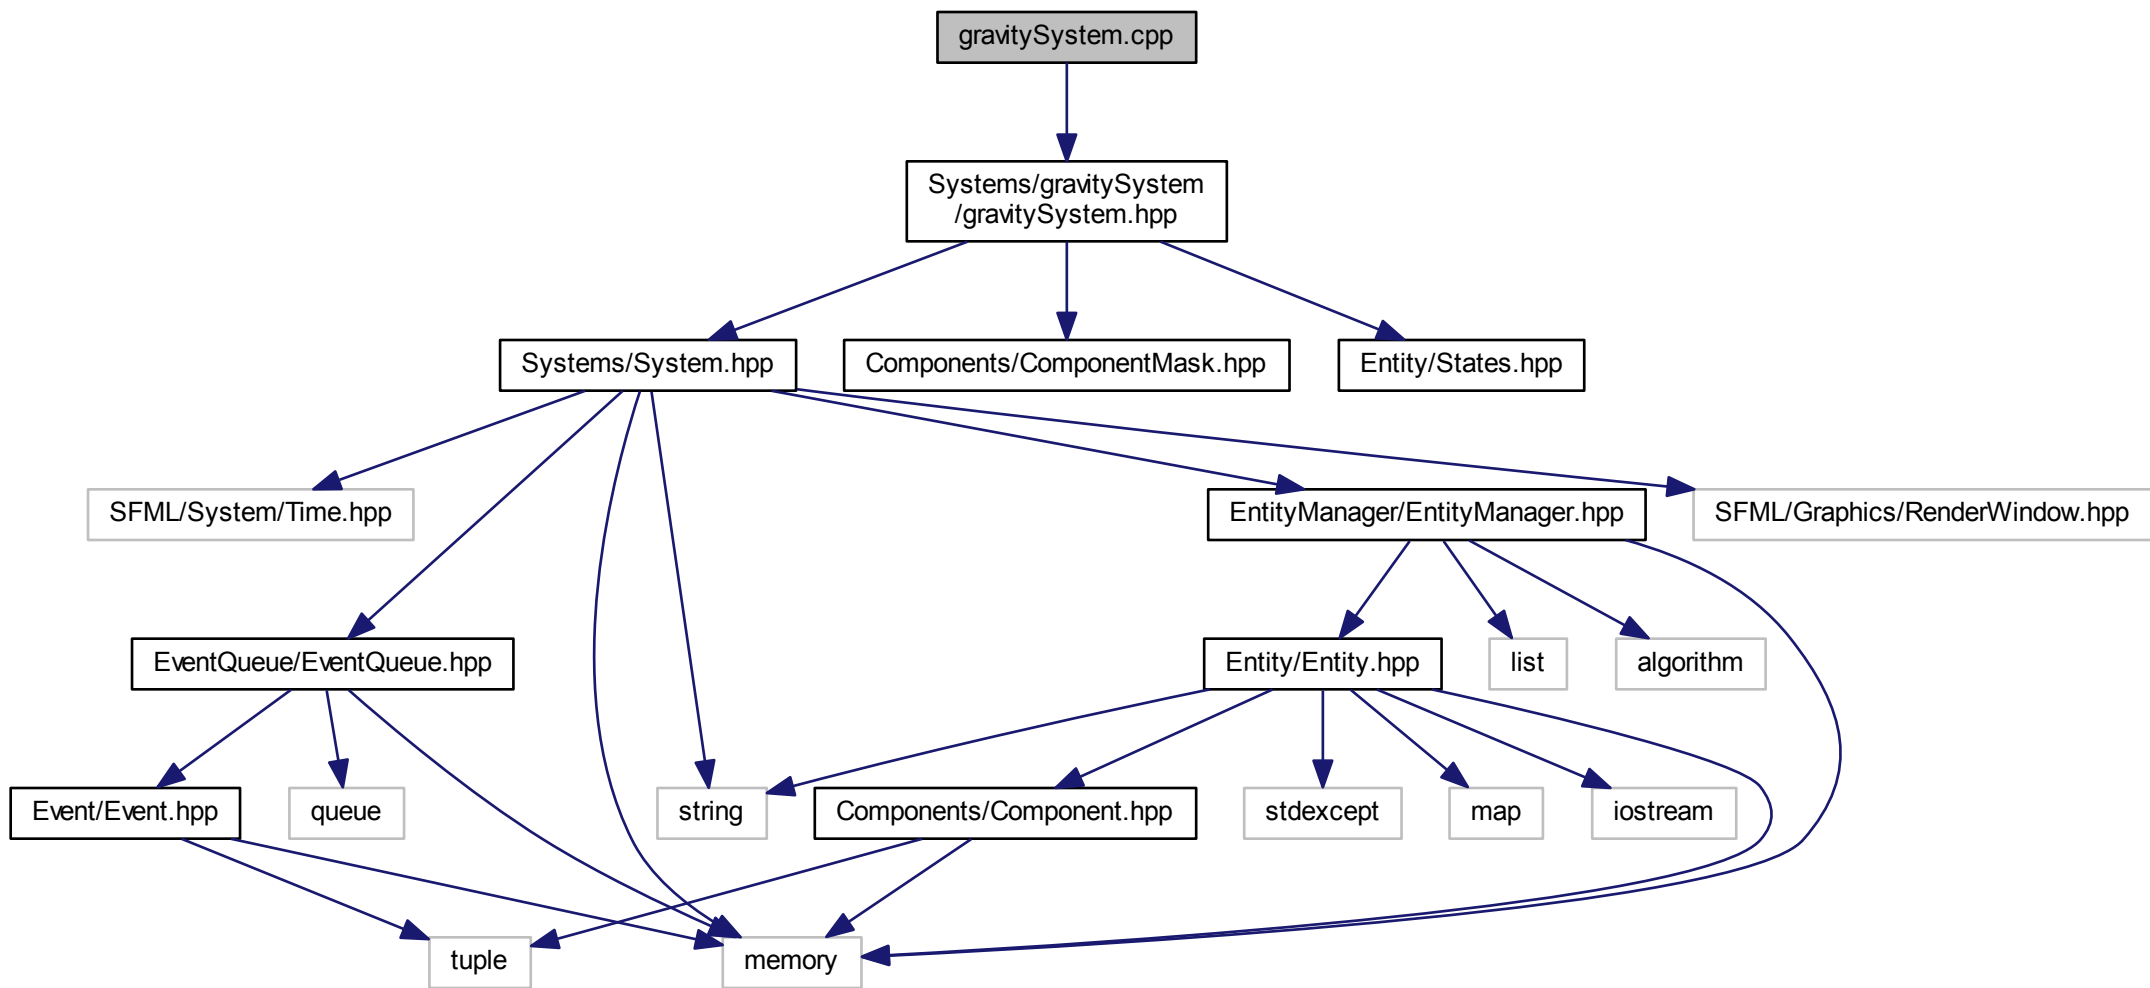 gravitySystem.cpp
Systems/gravitySystem
/gravitySystem.hpp
Systems/System.hpp
Components/ComponentMask.hpp
Entity/States.hpp
SFML/System/Time.hpp
EntityManager/EntityManager.hpp
SFML/Graphics/RenderWindow.hpp
EventQueue/EventQueue.hpp
Entity/Entity.hpp
list
algorithm
Event/Event.hpp
queue
string
Components/Component.hpp
stdexcept
map
iostream
tuple
memory